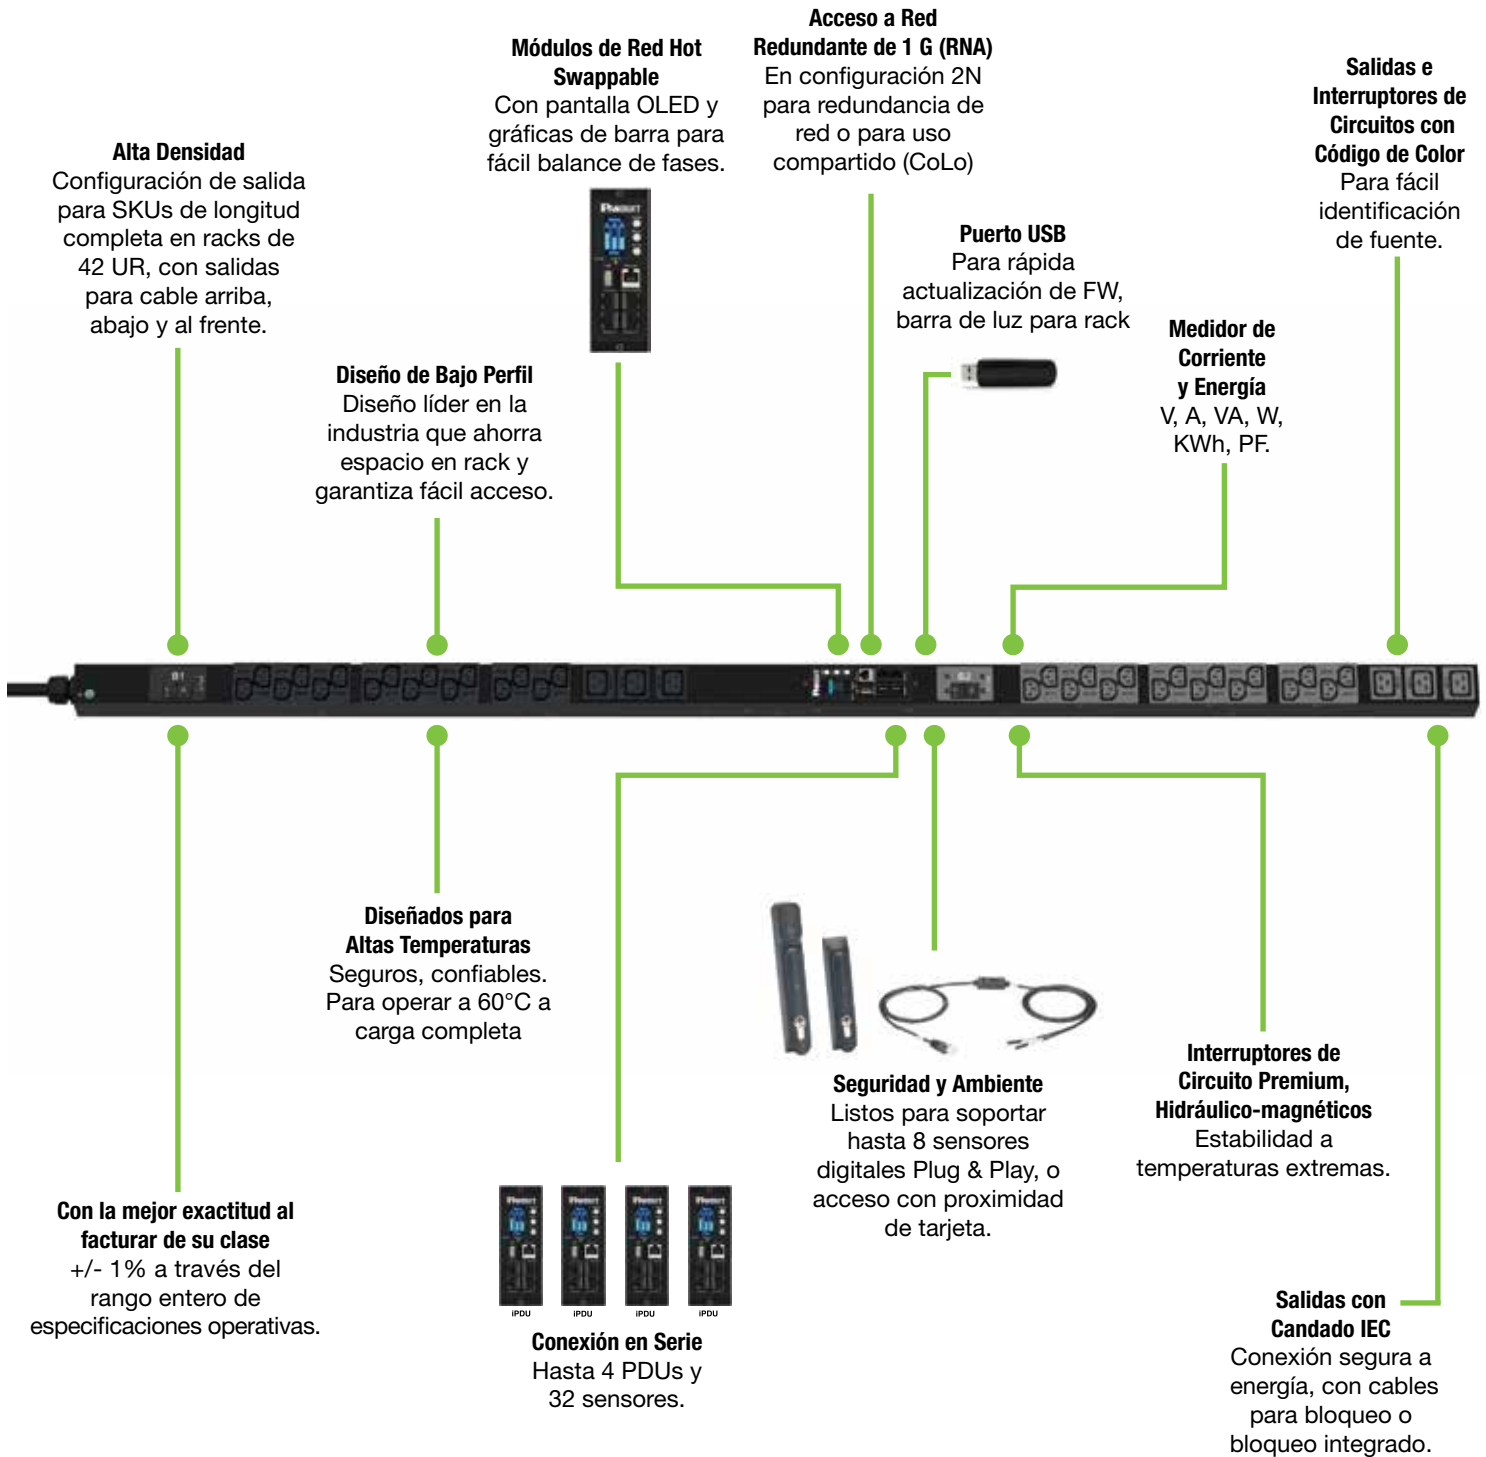 Alta Densidad
Configuración de salida
para SKUs de longitud
completa en racks de
42 UR, con salidas
para cable arriba,
abajo y al frente.
Diseño de Bajo Perfil
Diseño líder en la
industria que ahorra
espacio en rack y
garantiza fácil acceso.
Módulos de Red Hot
Swappable
Con pantalla OLED y
gráficas de barra para
fácil balance de fases.
Acceso a Red
Redundante de 1 G (RNA)
En configuración 2N
para redundancia de
red o para uso
compartido (CoLo)
Puerto USB
Para rápida
actualización de FW,
barra de luz para rack
Medidor de
Corriente
y Energía
V, A, VA, W,
KWh, PF.
Salidas e
Interruptores de
Circuitos con
Código de Color
Para fácil
identificación
de fuente.
B1
Con la mejor exactitud al
facturar de su clase
+/- 1% a través del
rango entero de
especificaciones operativas.
Diseñados para
Altas Temperaturas
Seguros, confiables.
Para operar a 60°C a
carga completa
iPDU iPDU iPDU iPDU
Conexión en Serie
Hasta 4 PDUs y
32 sensores.
Seguridad y Ambiente
Listos para soportar
hasta 8 sensores
digitales Plug & Play, o
acceso con proximidad
de tarjeta.
Interruptores de
Circuito Premium,
Hidráulico-magnéticos
Estabilidad a
temperaturas extremas.
Salidas con
Candado IEC
Conexión segura a
energía, con cables
para bloqueo o
bloqueo integrado.